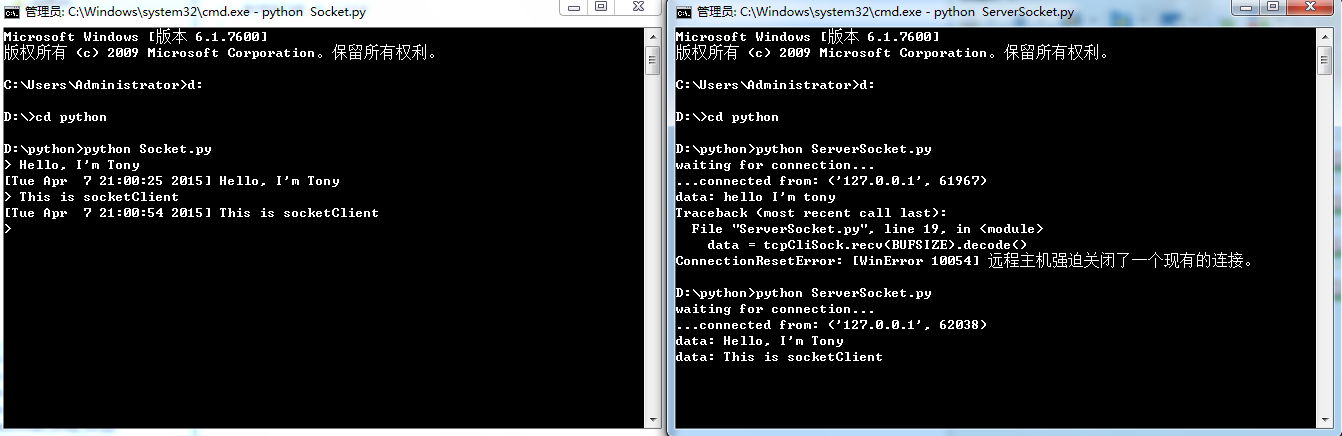 管理员: C:\Windows\system32\cmd.exe - python  Socket.py
Microsoft Windows [版本 6.1.7600]
版权所有 (c) 2009 Microsoft Corporation。保留所有权利。
C:\Users\Administrator>d:
D:\>cd python
D:\python>python Socket.py
> Hello, I'm Tony
[Tue Apr  7 21:00:25 2015] Hello, I'm Tony
> This is socketClient
[Tue Apr  7 21:00:54 2015] This is socketClient
>
管理员: C:\Windows\system32\cmd.exe - python  ServerSocket.py
Microsoft Windows [版本 6.1.7600]
版权所有 (c) 2009 Microsoft Corporation。保留所有权利。
C:\Users\Administrator>d:
D:\>cd python
D:\python>python ServerSocket.py
waiting for connection...
...connected from: ('127.0.0.1', 61967)
data: hello I'm tony
Traceback (most recent call last):
  File "ServerSocket.py", line 19, in <module>
    data = tcpCliSock.recv(BUFSIZE).decode()
ConnectionResetError: [WinError 10054] 远程主机强迫关闭了一个现有的连接。
D:\python>python ServerSocket.py
waiting for connection...
...connected from: ('127.0.0.1', 62038)
data: Hello, I'm Tony
data: This is socketClient